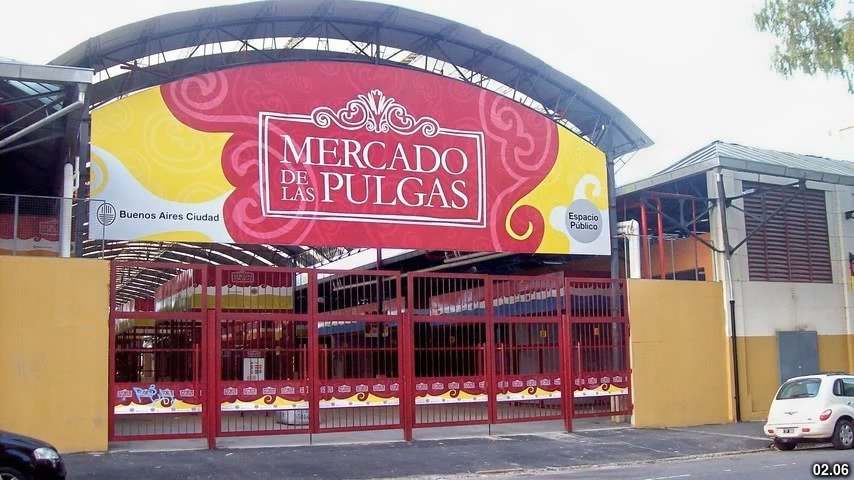 MERCADO
DE LAS PULGAS
Buenos Aires Ciudad
Espacio
Público
02.06